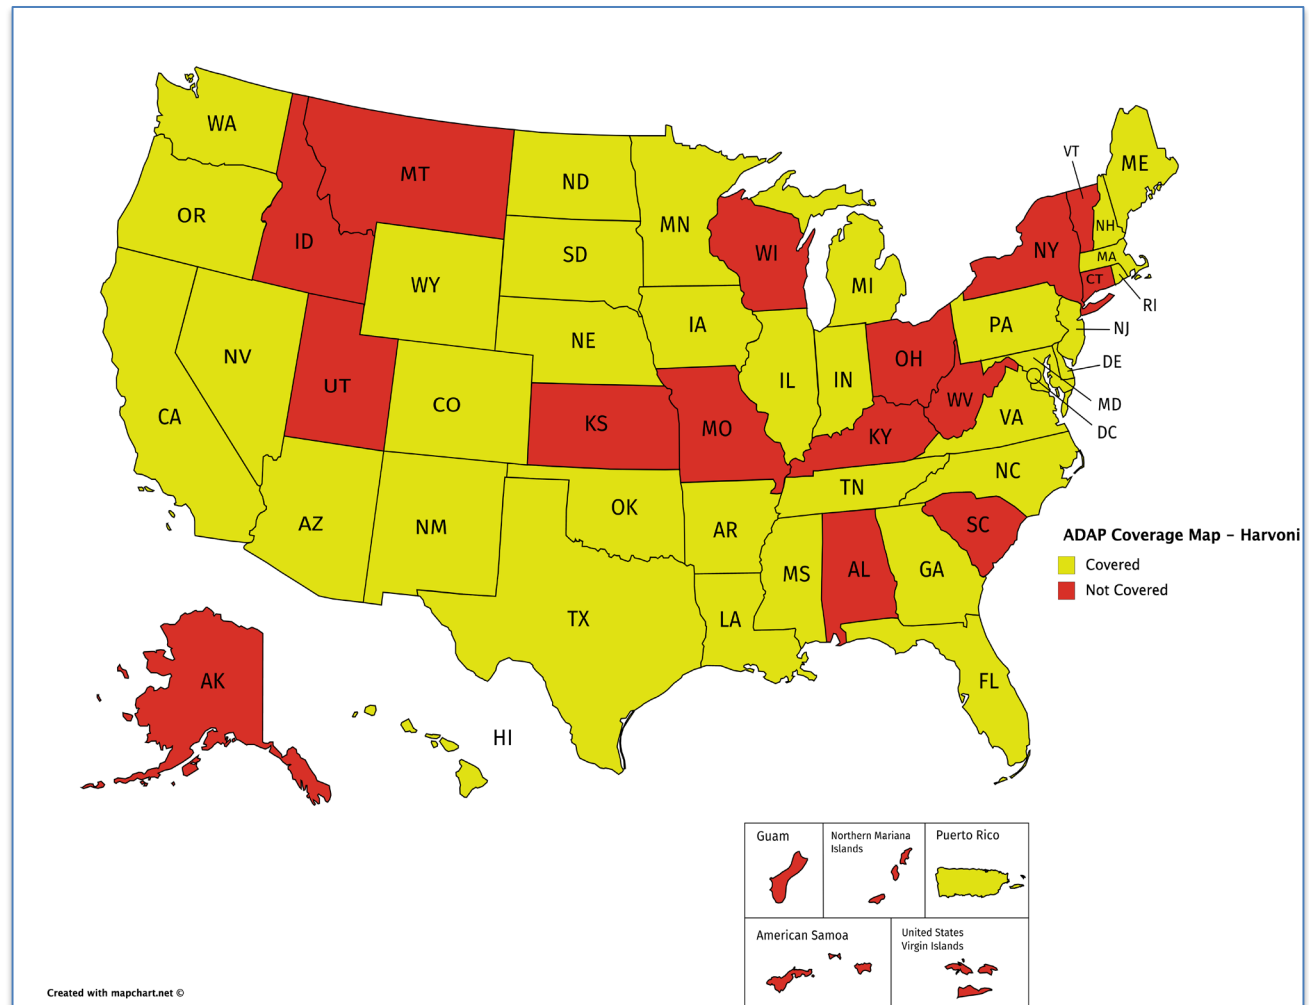 WA
MT
ND
MN
VT
ME
OR
ID
SD
WI
NH
NY
MA
WY
MI
CT
RI
NE
IA
PA
NJ
NV
UT
CO
IL
IN
OH
DE
CA
KS
MO
KY
WV
VA
MD
DC
AZ
NM
OK
AR
TN
NC
SC
MS
AL
GA
TX
LA
FL
AK
HI
ADAP Coverage Map – Harvoni
Covered
Not Covered
Guam
Northern Mariana
Islands
Puerto Rico
American Samoa
United States
Virgin Islands
Created with mapchart.net ©